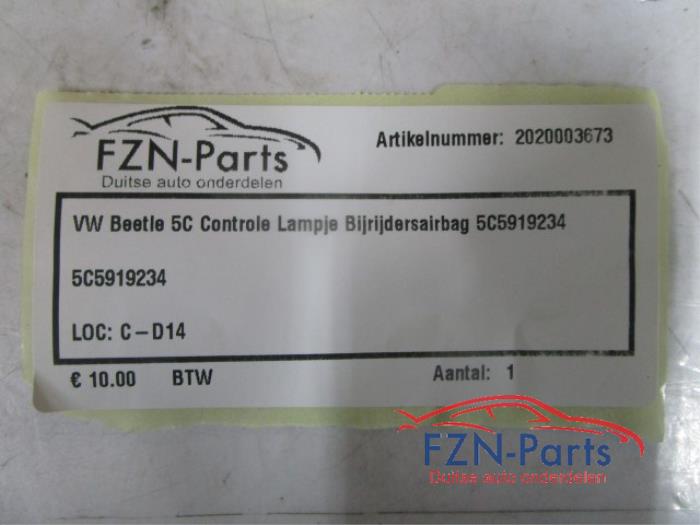 FZN-Parts
Duitse auto onderdelen
Artikelnummer: 2020003673
VW Beetle 5C Controle Lampje Bijrijdersairbag 5C5919234
5C5919234
LOC: C-D14
€ 10.00 BTW
Aantal: 1
FZN-Parts
Duitse auto onderdelen